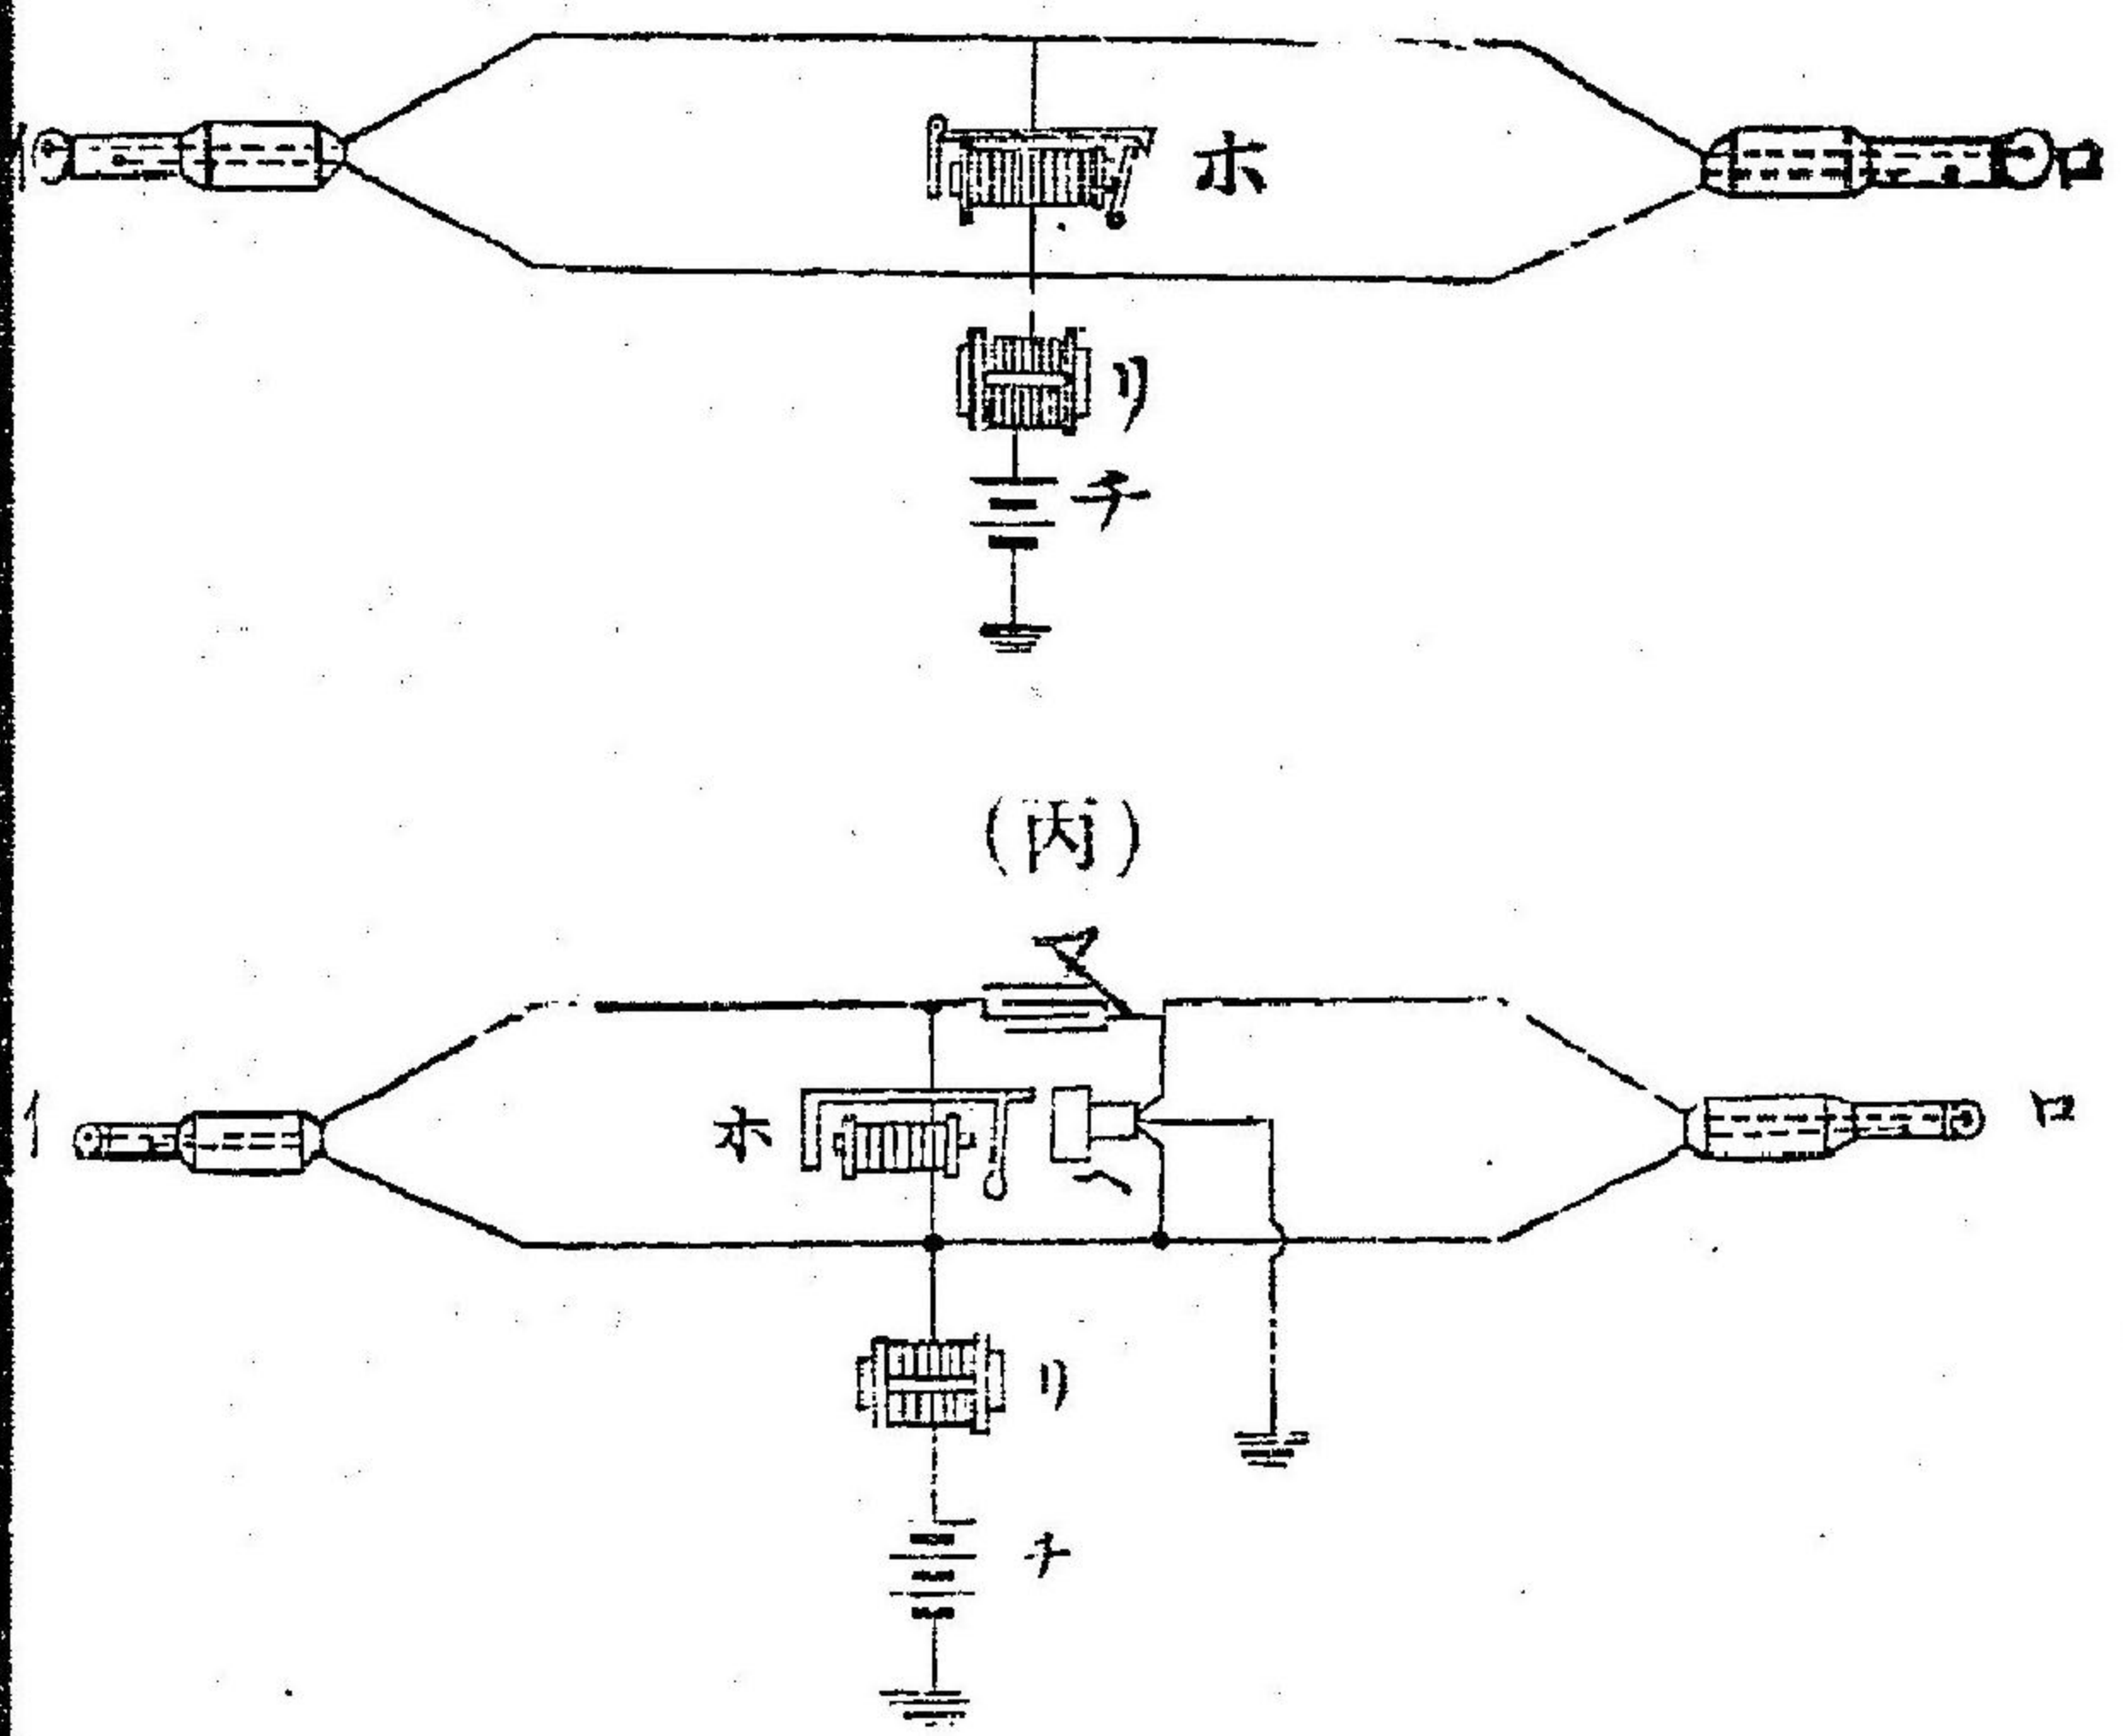 イ
ホ
ロ
リ
チ
(丙)
マ
イ
ホ
ヘ
ロ
リ
チ